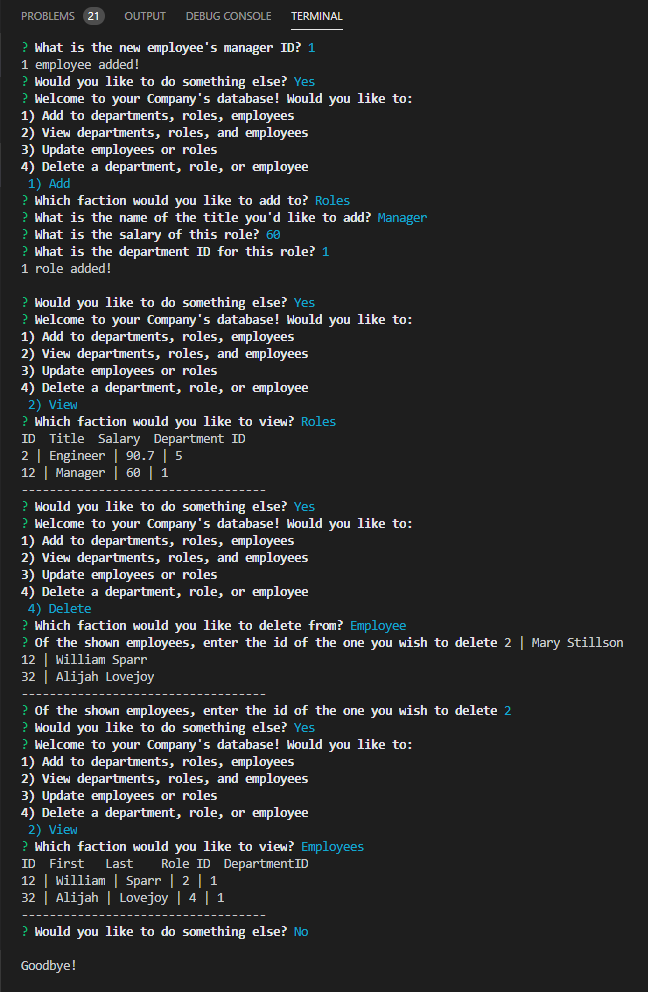 PROBLEMS 21 OUTPUT DEBUG CONSOLE TERMINAL
? What is the new employee's manager ID? 1
1 employee added!
? Would you like to do something else? Yes
? Welcome to your Company's database! Would you like to:
1) Add to departments, roles, employees
2) View departments, roles, and employees
3) Update employees or roles
4) Delete a department, role, or employee
1) Add
? Which faction would you like to add to? Roles
? What is the name of the title you'd like to add? Manager
? What is the salary of this role? 60
? What is the department ID for this role? 1
1 role added!
? Would you like to do something else? Yes
? Welcome to your Company's database! Would you like to:
1) Add to departments, roles, employees
2) View departments, roles, and employees
3) Update employees or roles
4) Delete a department, role, or employee
2) View
? Which faction would you like to view? Roles
ID  Title  Salary  Department ID
2 | Engineer | 90.7 | 5
12 | Manager | 60 | 1
-----------------------------------
? Would you like to do something else? Yes
? Welcome to your Company's database! Would you like to:
1) Add to departments, roles, employees
2) View departments, roles, and employees
3) Update employees or roles
4) Delete a department, role, or employee
4) Delete
? Which faction would you like to delete from? Employee
? Of the shown employees, enter the id of the one you wish to delete 2 | Mary Stillson
12 | William Sparr
32 | Alijah Lovejoy
-----------------------------------
? Of the shown employees, enter the id of the one you wish to delete 2
? Would you like to do something else? Yes
? Welcome to your Company's database! Would you like to:
1) Add to departments, roles, employees
2) View departments, roles, and employees
3) Update employees or roles
4) Delete a department, role, or employee
2) View
? Which faction would you like to view? Employees
ID  First   Last    Role ID  DepartmentID
12 | William | Sparr | 2 | 1
32 | Alijah | Lovejoy | 4 | 1
-----------------------------------
? Would you like to do something else? No
Goodbye!